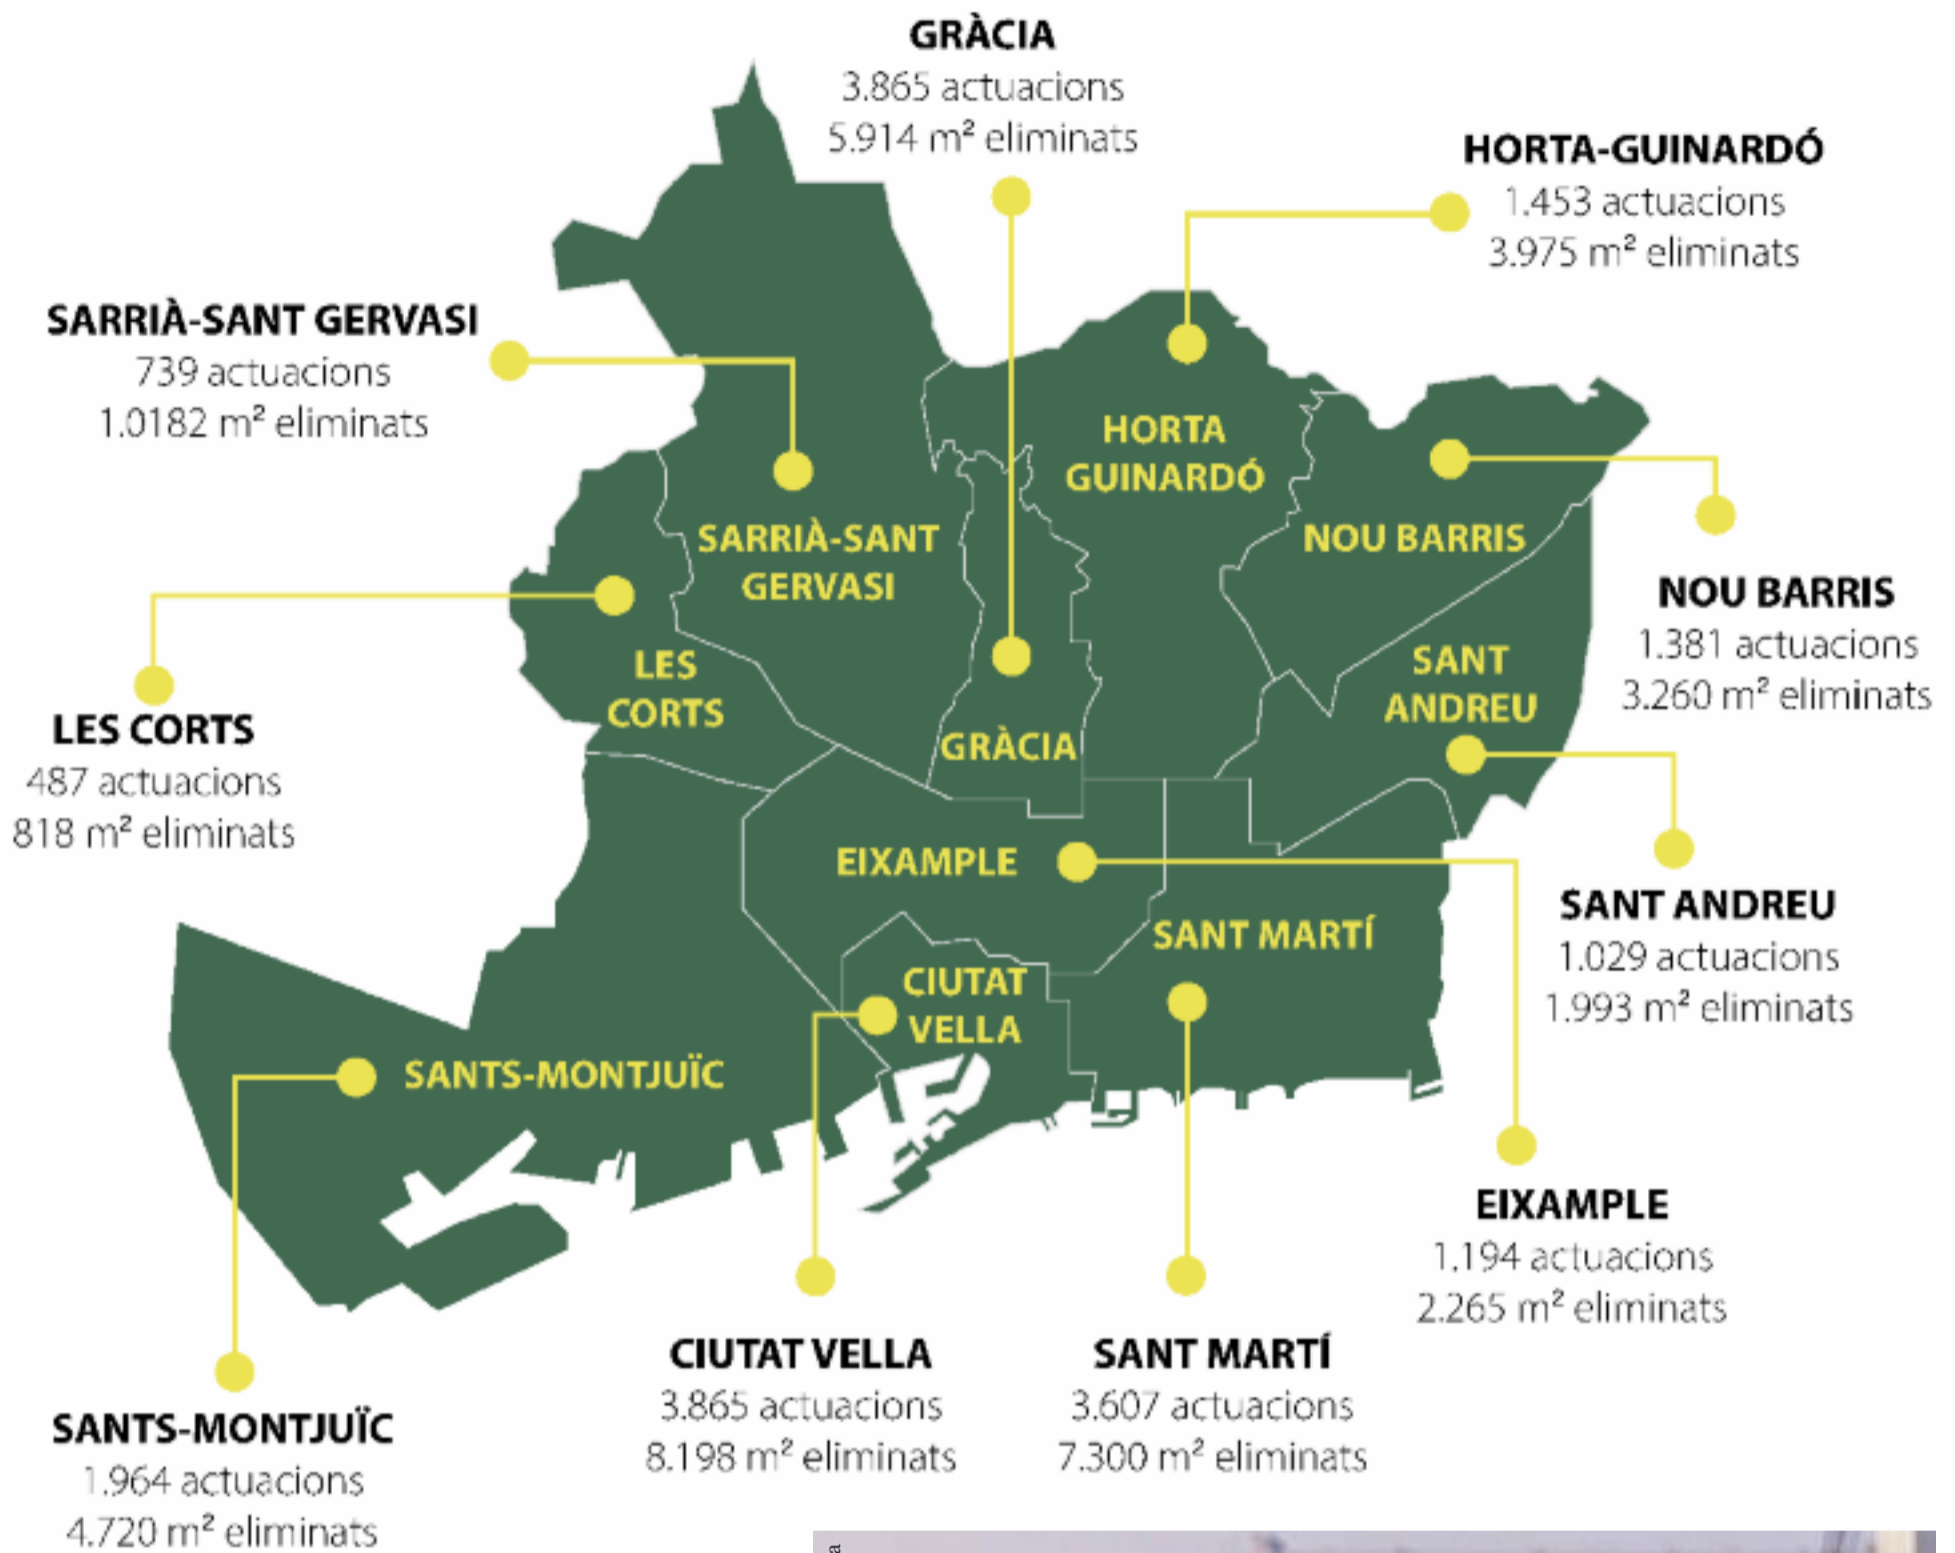 GRÀCIA
3.865 actuacions
5.914 m² eliminats
HORTA-GUINARDÓ
1.453 actuacions
3.975 m² eliminats
SARRIÀ-SANT GERVASI
739 actuacions
1.0182 m² eliminats
HORTA
GUINARDÓ
SARRIÀ-SANT
GERVASI
NOU BARRIS
NOU BARRIS
1.381 actuacions
3.260 m² eliminats
LES
CORTS
SANT
ANDREU
GRÀCIA
LES CORTS
487 actuacions
818 m² eliminats
EIXAMPLE
SANT MARTÍ
SANT ANDREU
1.029 actuacions
1.993 m² eliminats
CIUTAT
VELLA
SANTS-MONTJUÏC
EIXAMPLE
1.194 actuacions
2.265 m² eliminats
CIUTAT VELLA
3.865 actuacions
8.198 m² eliminats
SANT MARTÍ
3.607 actuacions
7.300 m² eliminats
SANTS-MONTJUÏC
1.964 actuacions
4.720 m² eliminats